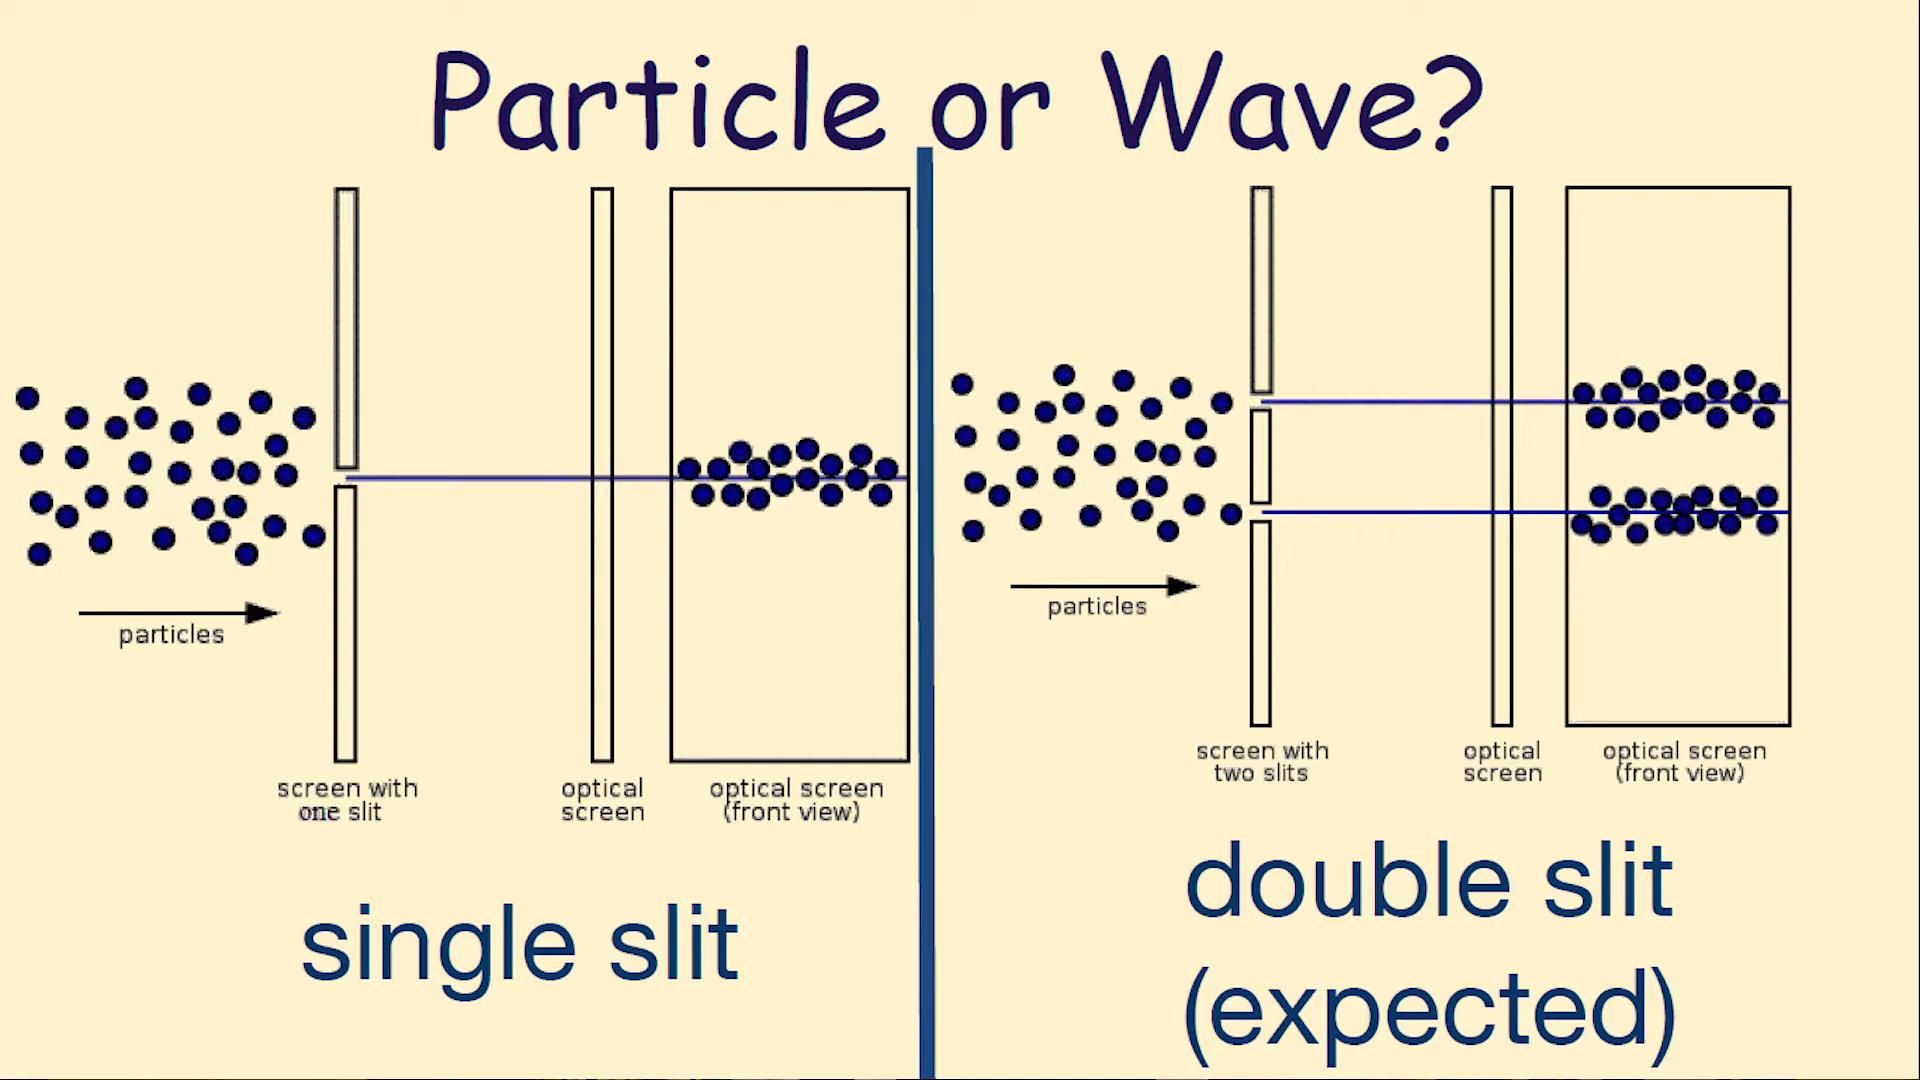 Particle or Wave?
particles
screen with
one slit
optical
screen
optical screen
(front view)
single slit
particles
screen with
two slits
optical
screen
optical screen
(front view)
double slit
(expected)